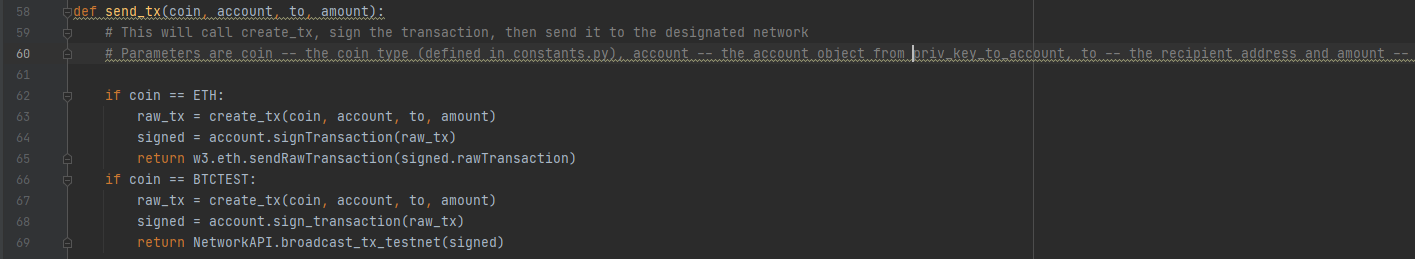 58 def send_tx(coin, account, to, amount):
59 # This will call create_tx, sign the transaction, then send it to the designated network
60 # Parameters are coin -- the coin type (defined in constants.py), account -- the account object from priv_key_to_account, to -- the recipient address and amount --
61
62 if coin == ETH:
63 raw_tx = create_tx(coin, account, to, amount)
64 signed = account.signTransaction(raw_tx)
65 return w3.eth.sendRawTransaction(signed.rawTransaction)
66 if coin == BTCTEST:
67 raw_tx = create_tx(coin, account, to, amount)
68 signed = account.sign_transaction(raw_tx)
69 return NetworkAPI.broadcast_tx_testnet(signed)